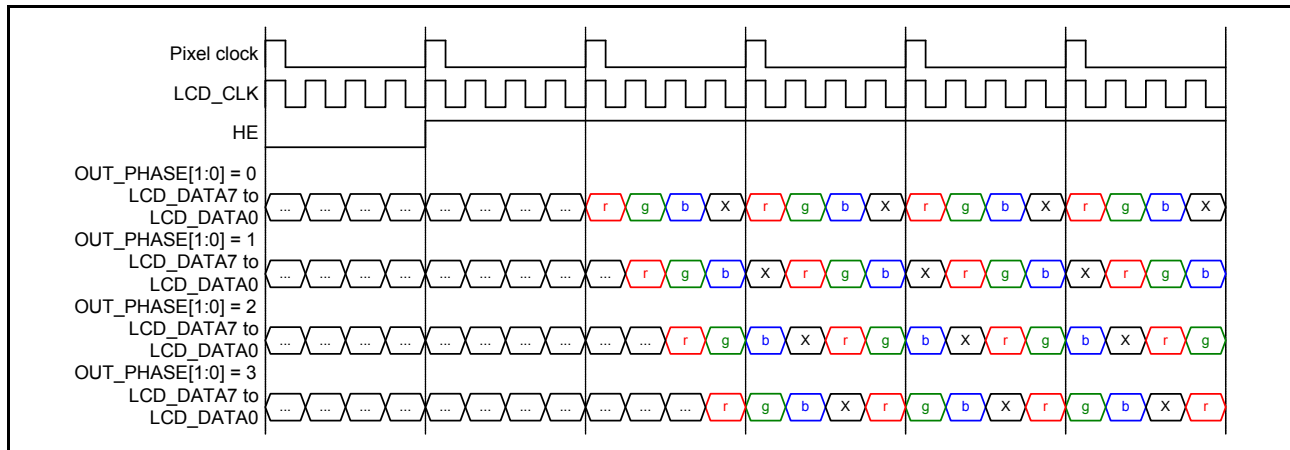 Pixel clock
LCD_CLK
HE
OUT_PHASE[1:0] = 0
LCD_DATA7 to
LCD_DATA0
... ... ... ... ... ... ... ... r g b X r g b X r g b X r g b X
OUT_PHASE[1:0] = 1
LCD_DATA7 to
LCD_DATA0
... ... ... ... ... ... ... ... ... r g b X r g b X r g b X r g b
OUT_PHASE[1:0] = 2
LCD_DATA7 to
LCD_DATA0
... ... ... ... ... ... ... ... ... ... r g b X r g b X r g b X r g
OUT_PHASE[1:0] = 3
LCD_DATA7 to
LCD_DATA0
... ... ... ... ... ... ... ... ... ... ... r g b X r g b X r g b X r